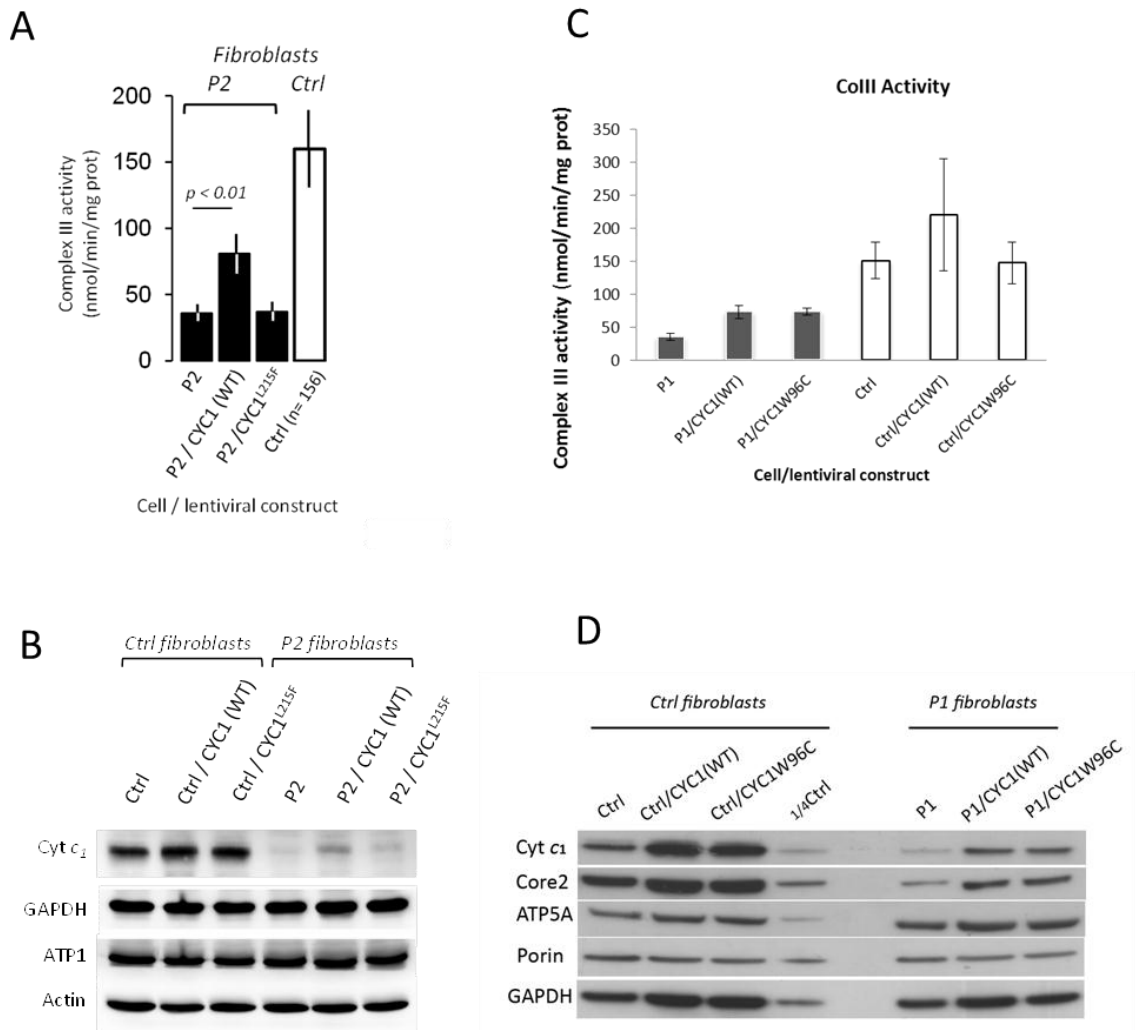 A
Fibroblasts
P2 Ctrl
Complex III activity
(nmol/min/mg prot)
200
150
100
50
0
p < 0.01
P2
P2 / CYC1 (WT)
P2 /CYC1L215F
Ctrl (n= 156)
Cell / lentiviral construct
C
CoIII Activity
Complex III activity (nmol/min/mg prot)
350
300
250
200
150
100
50
0
P1
P1/CYC1(WT)
P1/CYC1W96C
Ctrl
Ctrl/CYC1(WT)
Ctrl/CYC1W96C
Cell/lentiviral construct
B
Ctrl fibroblasts P2 fibroblasts
Ctrl
Ctrl / CYC1 (WT)
Ctrl / CYC1L215F
P2
P2 / CYC1 (WT)
P2 / CYC1L215F
Cyt c1
GAPDH
ATP1
Actin
D
Ctrl fibroblasts P1 fibroblasts
Ctrl
Ctrl/CYC1(WT)
Ctrl/CYC1W96C
1/4Ctrl
P1
P1/CYC1(WT)
P1/CYC1W96C
Cyt c1
Core2
ATP5A
Porin
GAPDH